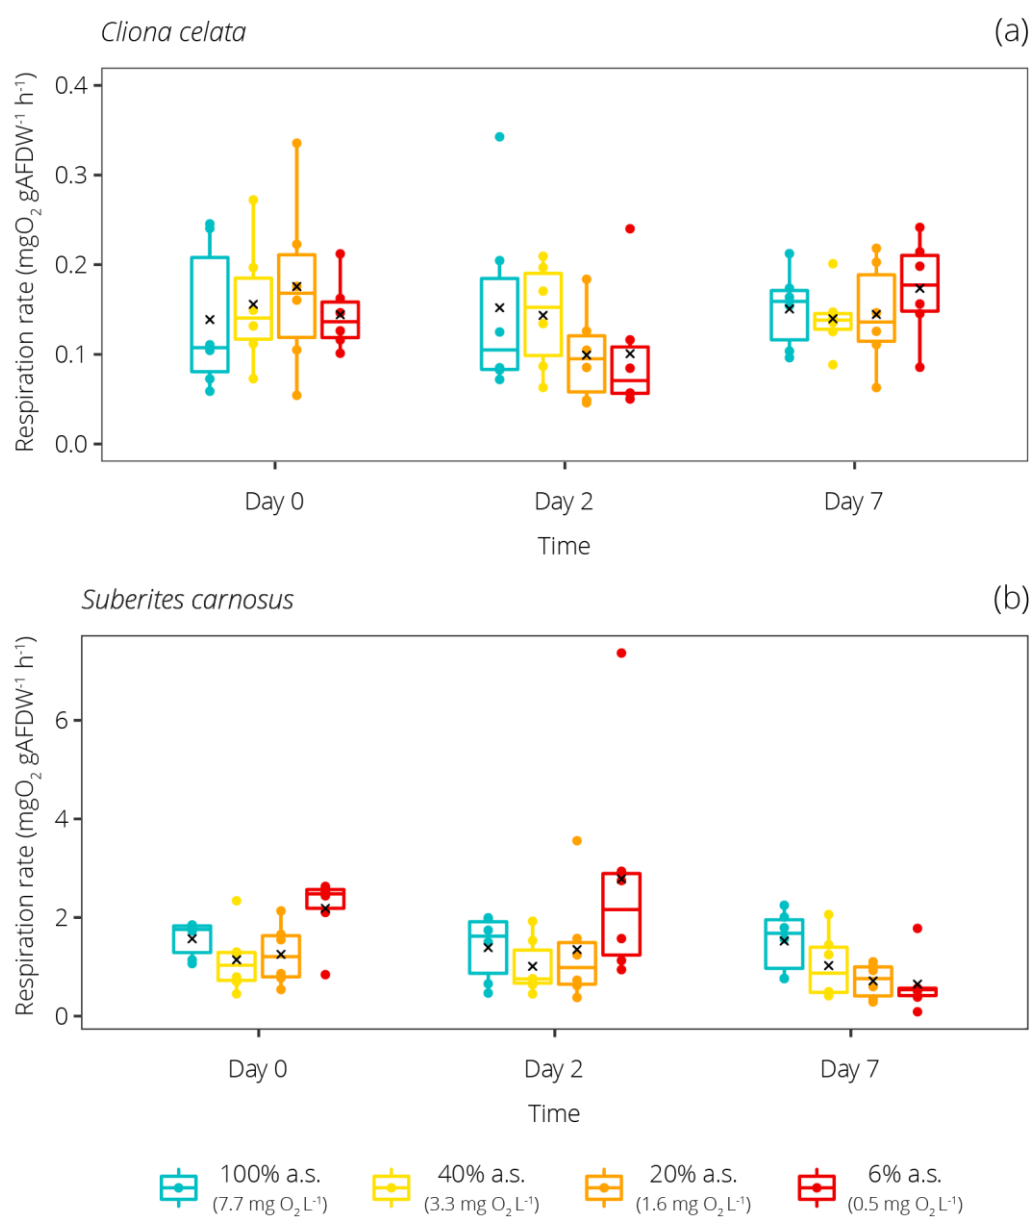 Cliona celata
(a)
Respiration rate (mgO₂ gAFDW⁻¹ h⁻¹)
0.4
0.3
0.2
0.1
0.0
Day 0 Day 2 Day 7
Time
Suberites carnosus
(b)
Respiration rate (mgO₂ gAFDW⁻¹ h⁻¹)
6
4
2
0
Day 0 Day 2 Day 7
Time
100% a.s. 40% a.s. 20% a.s. 6% a.s.
(7.7 mg O₂ L⁻¹) (3.3 mg O₂ L⁻¹) (1.6 mg O₂ L⁻¹) (0.5 mg O₂ L⁻¹)